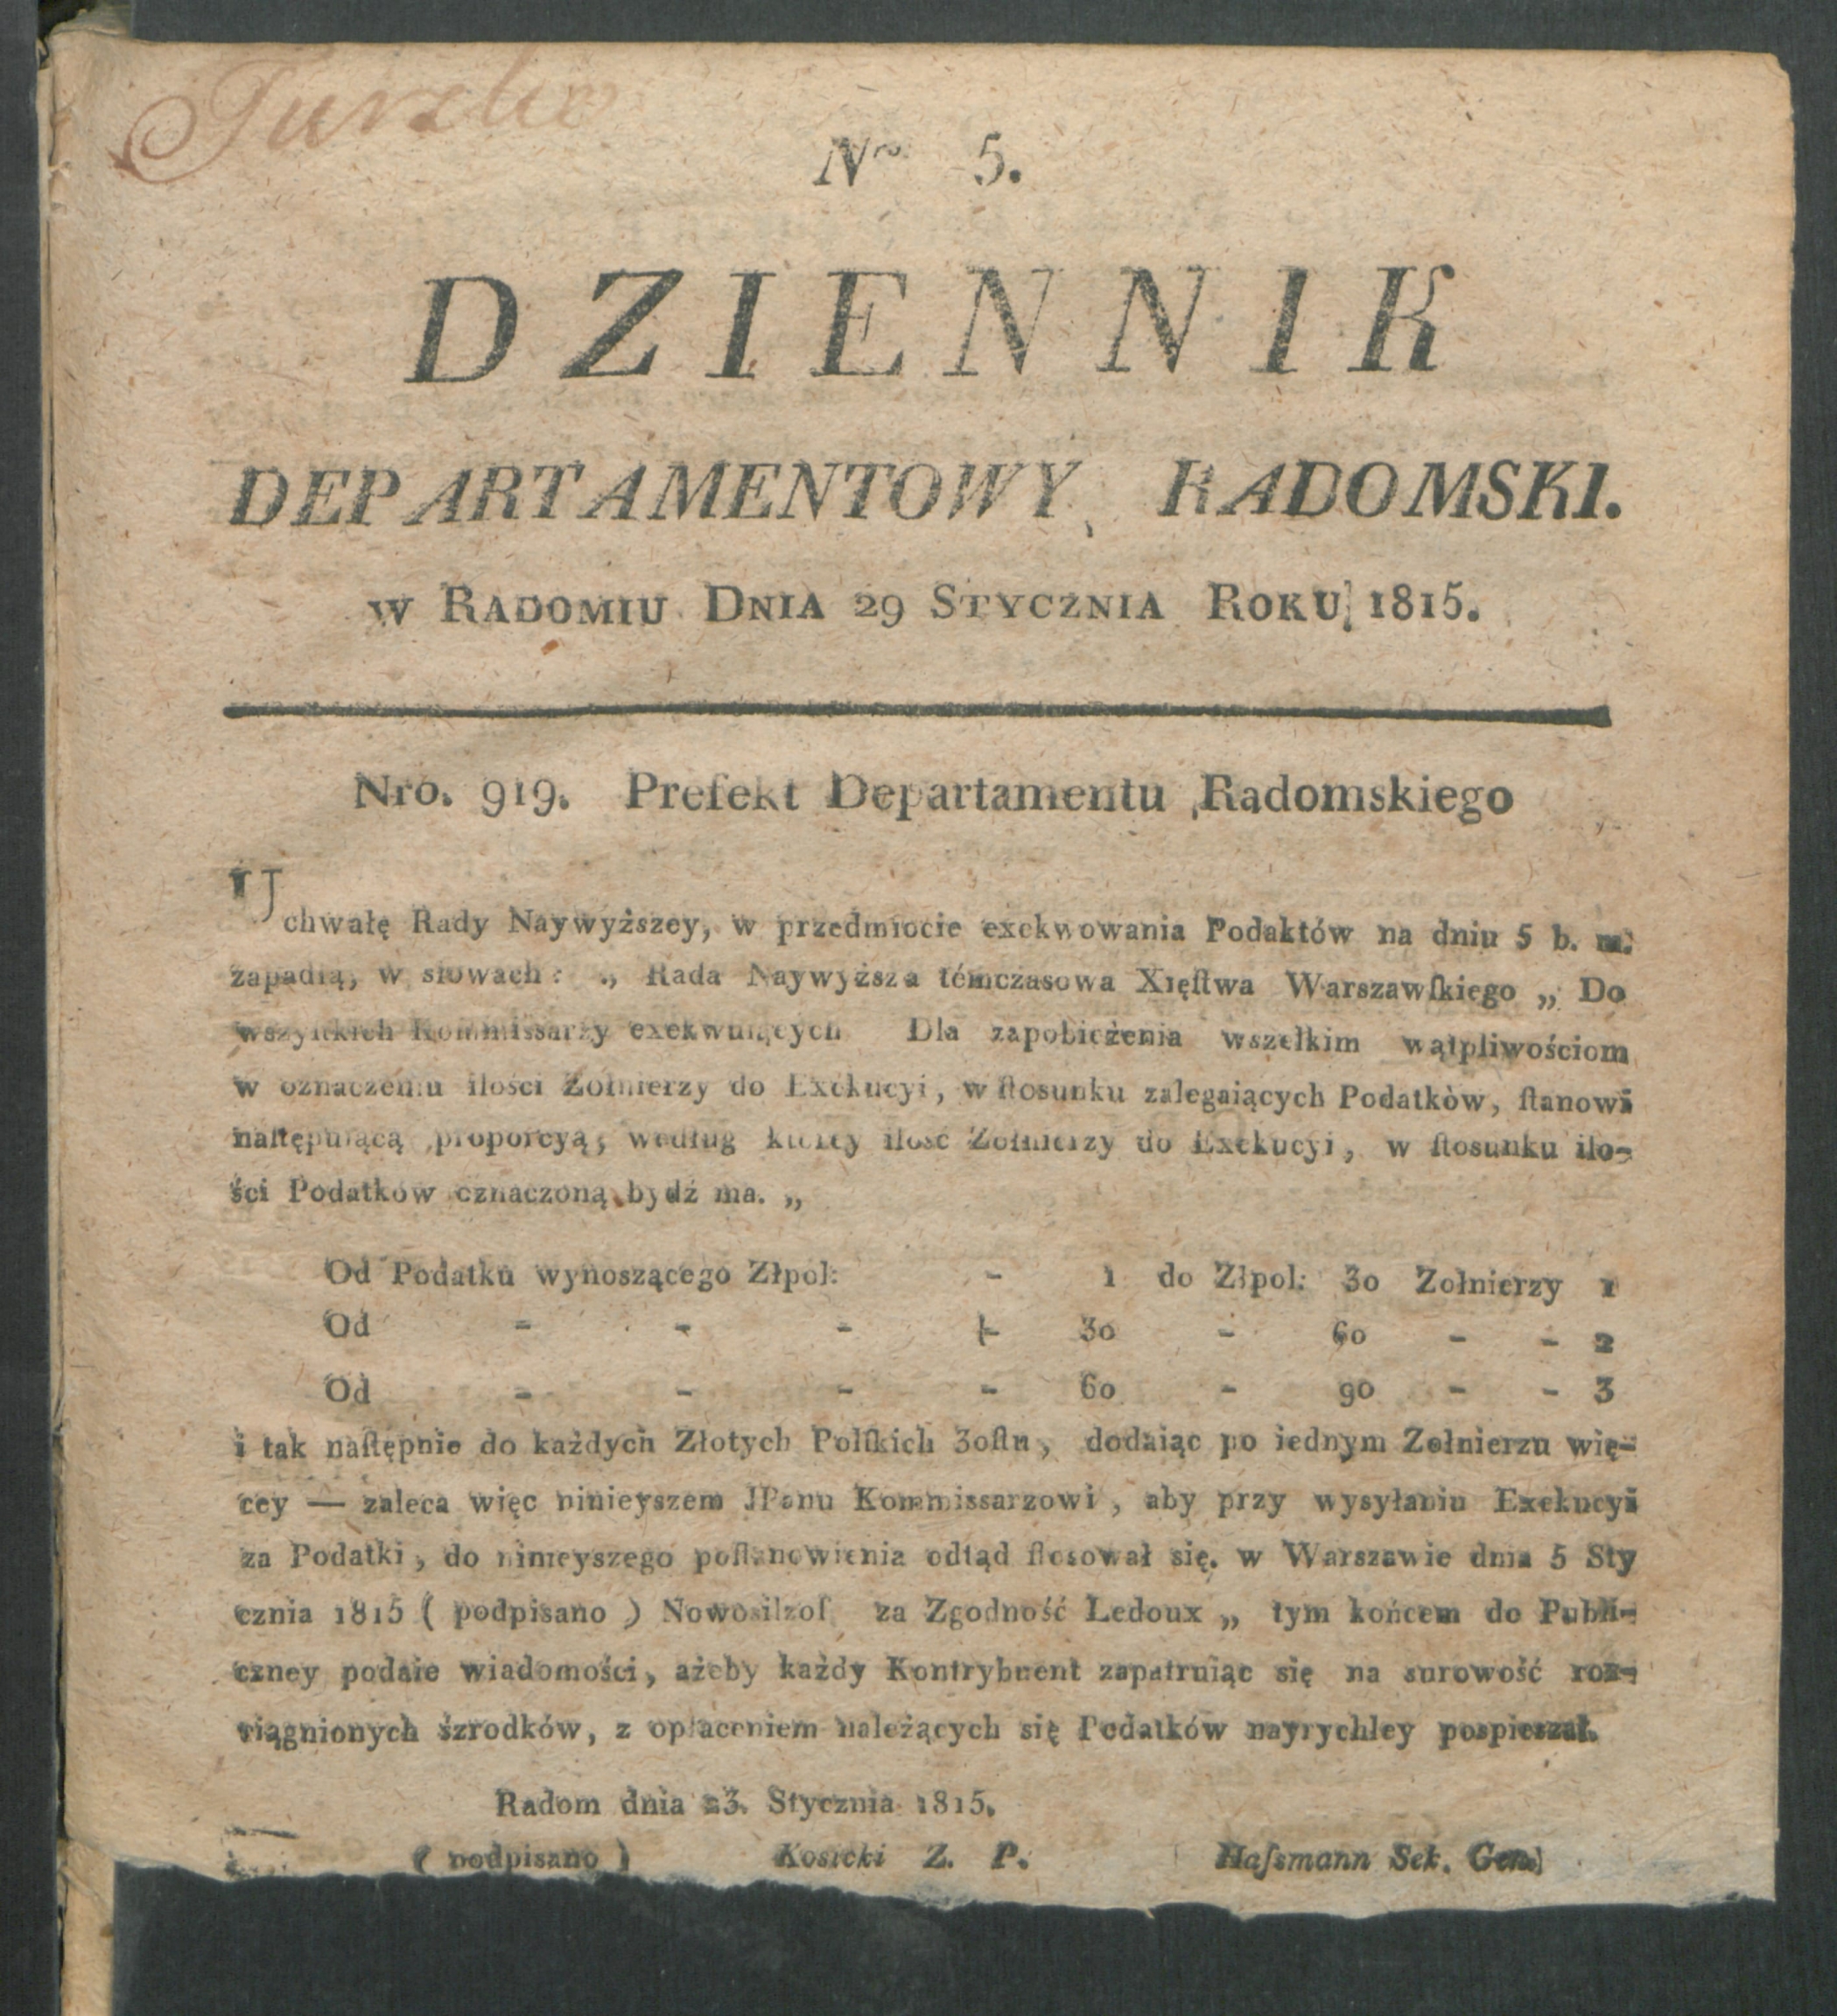 Nro 5.
DZIENNIK
DEPARTAMENTOWY RADOMSKI.
w Radomiu Dnia 29 Stycznia Roku 1815.
Nro. 919. Prefekt Departamentu Radomskiego
Uchwałę Rady Naywyższey, w przedmiocie exekwowania Podaktów na dniu 5 b. m.
zapadłą, w słowach: „ Rada Naywyższa témczasowa Xięſtwa Warszawſkiego „ Do
wszyſtkich Kommissarzy exekwuiących Dla zapobieżenia wszelkim wątpliwościom
w oznaczeniu ilości Zołnierzy do Exekucyi, w ſtosunku zalegaiących Podatków, ſtanowi
naſtępuiącą proporcyą, według ktorey ilość Zołnierzy do Exekucyi, w ſtosunku ilo-
ści Podatków oznaczoną bydź ma. „
Od Podatku wynoszącego Złpol: - 1 do Złpol: 30 Zołnierzy 1
Od - - - - 30 - 60 - - 2
Od - - - - 60 - 90 - - 3
i tak naſtępnie do każdych Złotych Polſkich 30ſtu, dodaiąc po iednym Zołnierzu wię-
cey — zaleca więc ninieyszem JPanu Kommissarzowi, aby przy wysyłaniu Exekucyi
za Podatki, do ninieyszego poſtanowienia odtąd ſtosował się. w Warszawie dnia 5 Sty
cznia 1815 ( podpisano ) Nowosilzof za Zgodność Ledoux „ tym końcem do Publi-
czney podaie wiadomości, ażeby każdy Kontrybuent zapatruiąc się na surowość roz-
ciągnionych śzrodków, z opłaceniem należących się Podatków nayrychley pospieszał.
Radom dnia 23. Stycznia 1815.
( podpisano ) Kosicki Z. P. Haſsmann Sek. Gen.